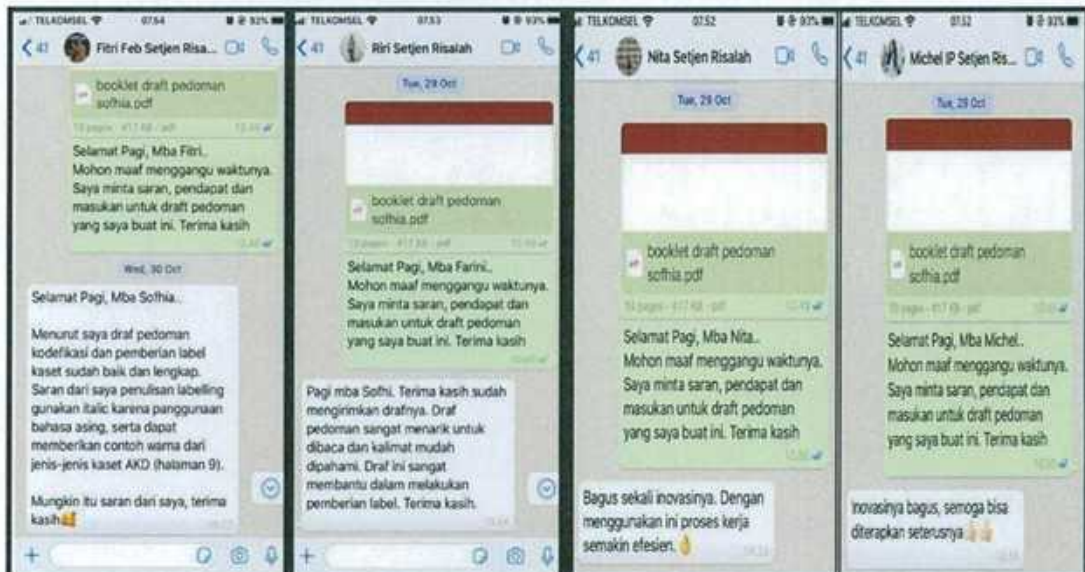 TELKOMSEL 07.54 92%
41 Fitri Feb Setjen Risa...
booklet draft pedoman
sofhia.pdf
Selamat Pagi, Mba Fitri..
Mohon maaf menggangu waktunya.
Saya minta saran, pendapat dan
masukan untuk draft pedoman
yang saya buat ini. Terima kasih
Wed, 30 Oct
Selamat Pagi, Mba Sofhia..
Menurut saya draf pedoman
kodefikasi dan pemberian label
kaset sudah baik dan lengkap.
Saran dari saya penulisan labelling
gunakan italic karena panggunaan
bahasa asing, serta dapat
memberikan contoh warna dari
jenis-jenis kaset AKD (halaman 9).
Mungkin itu saran dari saya, terima
kasih
TELKOMSEL 07.53 93%
41 Riri Setjen Risalah
Tue, 29 Oct
booklet draft pedoman
sofhia.pdf
Selamat Pagi, Mba Farini..
Mohon maaf menggangu waktunya.
Saya minta saran, pendapat dan
masukan untuk draft pedoman
yang saya buat ini. Terima kasih
Pagi mba Sofhi. Terima kasih sudah
mengirimkan drafnya. Draf
pedoman sangat menarik untuk
dibaca dan kalimat mudah
dipahami. Draf ini sangat
membantu dalam melakukan
pemberian label. Terima kasih.
TELKOMSEL 07.52 93%
41 Nita Setjen Risalah
Tue, 29 Oct
booklet draft pedoman
sofhia.pdf
Selamat Pagi, Mba Nita..
Mohon maaf menggangu waktunya.
Saya minta saran, pendapat dan
masukan untuk draft pedoman
yang saya buat ini. Terima kasih
Bagus sekali inovasinya. Dengan
menggunakan ini proses kerja
semakin efesien.
TELKOMSEL 07.52 93%
41 Michel IP Setjen Ris...
Tue, 29 Oct
booklet draft pedoman
sofhia.pdf
Selamat Pagi, Mba Michel..
Mohon maaf menggangu waktunya.
Saya minta saran, pendapat dan
masukan untuk draft pedoman
yang saya buat ini. Terima kasih
Inovasinya bagus, semoga bisa
diterapkan seterusnya